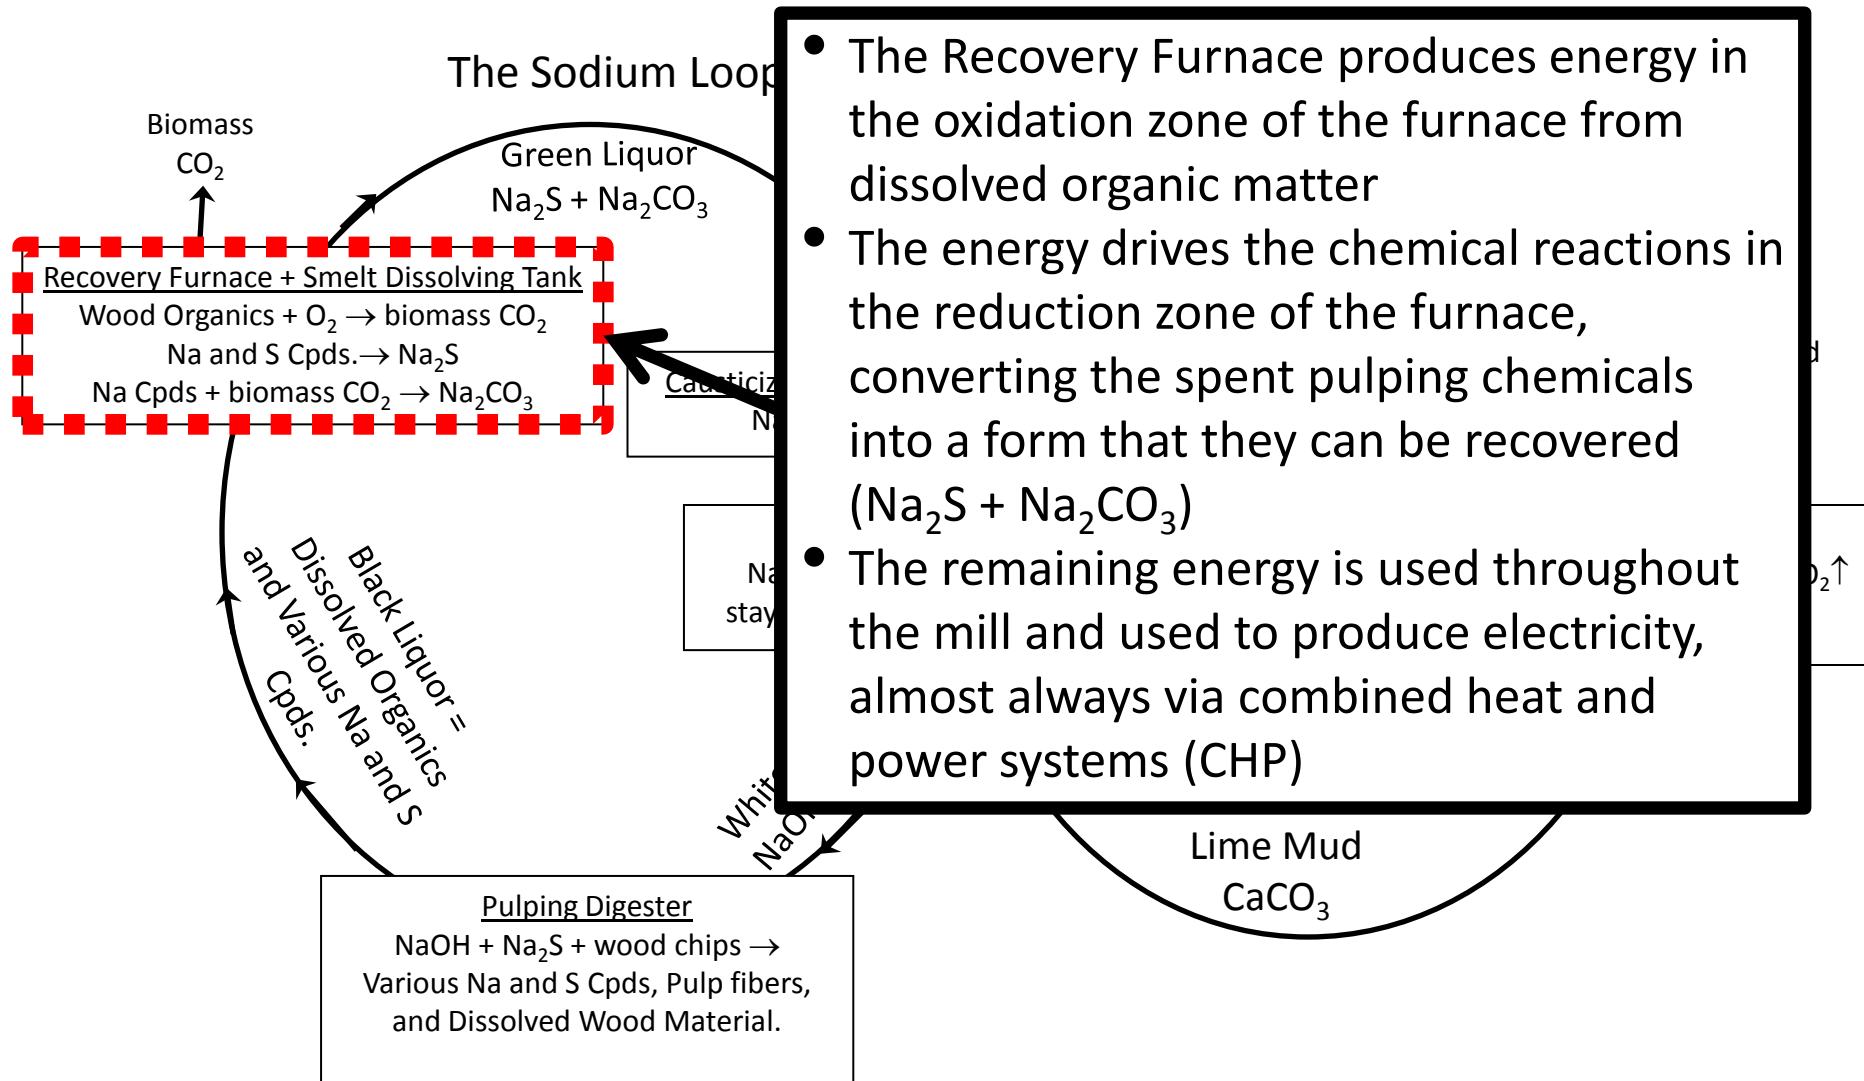 The Sodium Loop
Biomass
CO₂
Green Liquor
Na₂S + Na₂CO₃
Recovery Furnace + Smelt Dissolving Tank
Wood Organics + O₂ → biomass CO₂
Na and S Cpds.→ Na₂S
Na Cpds + biomass CO₂ → Na₂CO₃
• The Recovery Furnace produces energy in
the oxidation zone of the furnace from
dissolved organic matter
• The energy drives the chemical reactions in
the reduction zone of the furnace,
converting the spent pulping chemicals
into a form that they can be recovered
(Na₂S + Na₂CO₃)
• The remaining energy is used throughout
the mill and used to produce electricity,
almost always via combined heat and
power systems (CHP)
Black Liquor =
Dissolved Organics
and Various Na and S
Cpds.
Lime Mud
CaCO₃
Pulping Digester
NaOH + Na₂S + wood chips →
Various Na and S Cpds, Pulp fibers,
and Dissolved Wood Material.